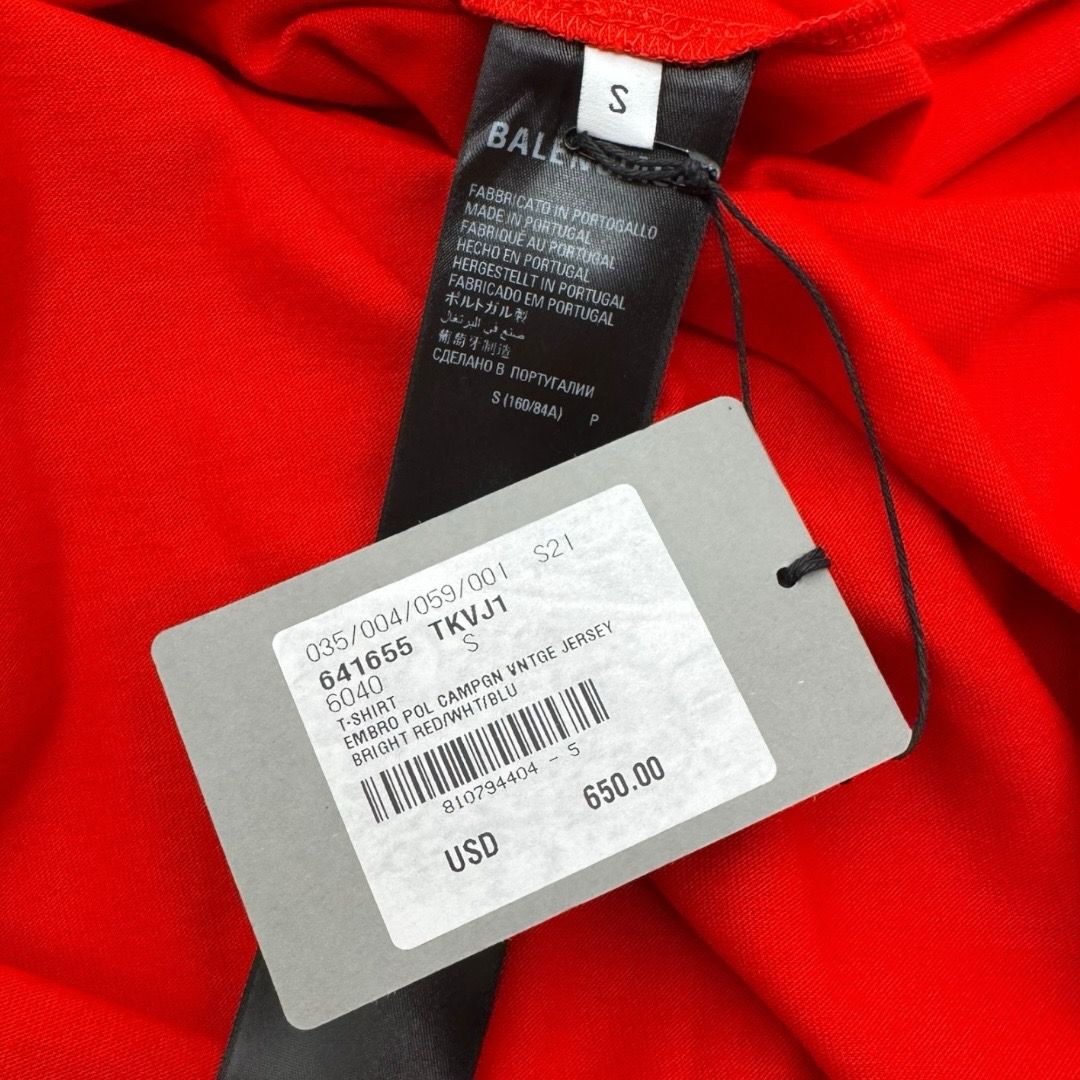 S
FABBRICATO IN PORTOGALLO
MADE IN PORTUGAL
FABRIQUÉ AU PORTUGAL
HECHO EN PORTUGAL
HERGESTELLT IN PORTUGAL
FABRICADO EM PORTUGAL
ポルトガル製
صنع في البرتغال
葡萄牙制造
СДЕЛАНО В ПОРТУГАЛИИ
S (160/84A) P
035/004/059/001 S21
641655 TKVJ1
6040 S
T-SHIRT
EMBRO POL CAMPGN VNTGE JERSEY
BRIGHT RED/WHT/BLU
810794404 - 5
USD 650.00